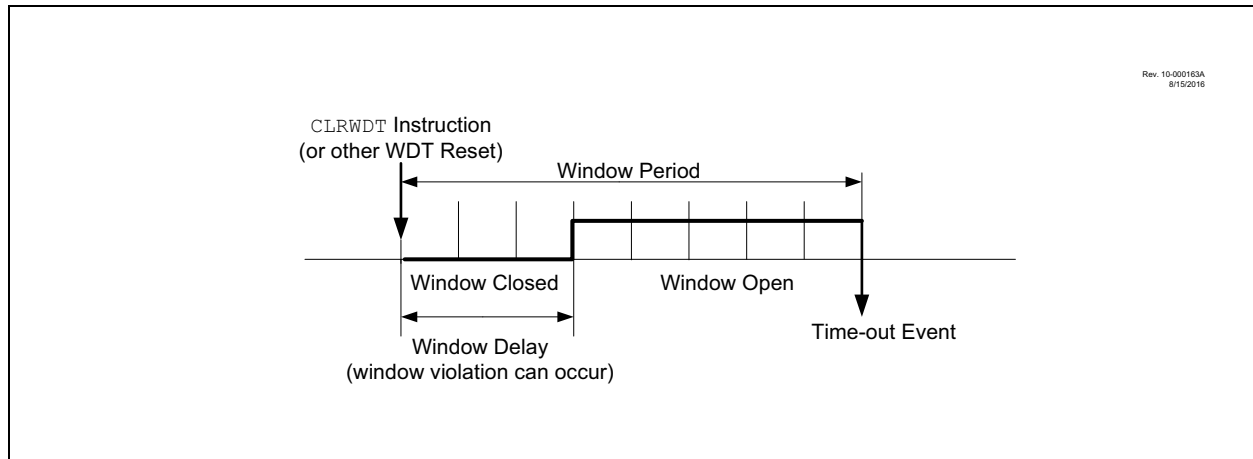 Rev. 10-000163A
8/15/2016
CLRWDT Instruction
(or other WDT Reset)
Window Period
Window Closed
Window Open
Time-out Event
Window Delay
(window violation can occur)